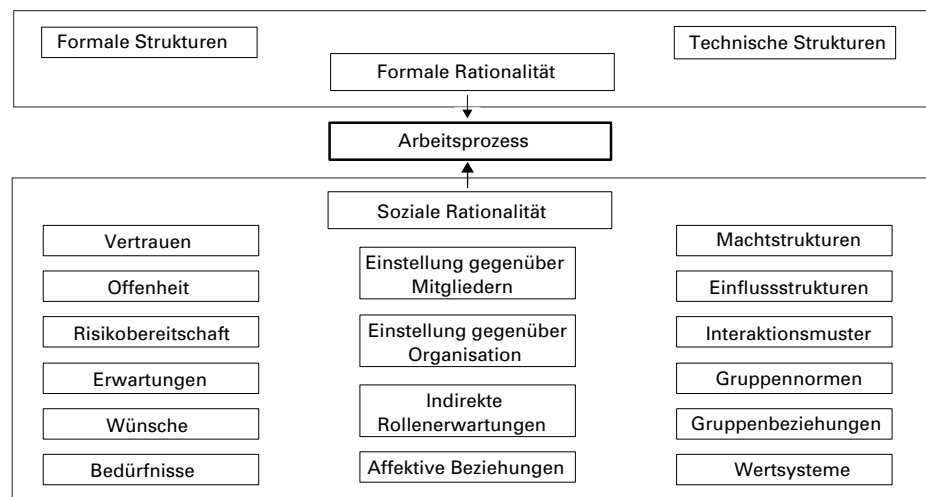 Formale Strukturen
Technische Strukturen
Formale Rationalität
Arbeitsprozess
Soziale Rationalität
Vertrauen
Offenheit
Risikobereitschaft
Erwartungen
Wünsche
Bedürfnisse
Einstellung gegenüber
Mitgliedern
Einstellung gegenüber
Organisation
Indirekte
Rollenerwartungen
Affektive Beziehungen
Machtstrukturen
Einflussstrukturen
Interaktionsmuster
Gruppennormen
Gruppenbeziehungen
Wertsysteme